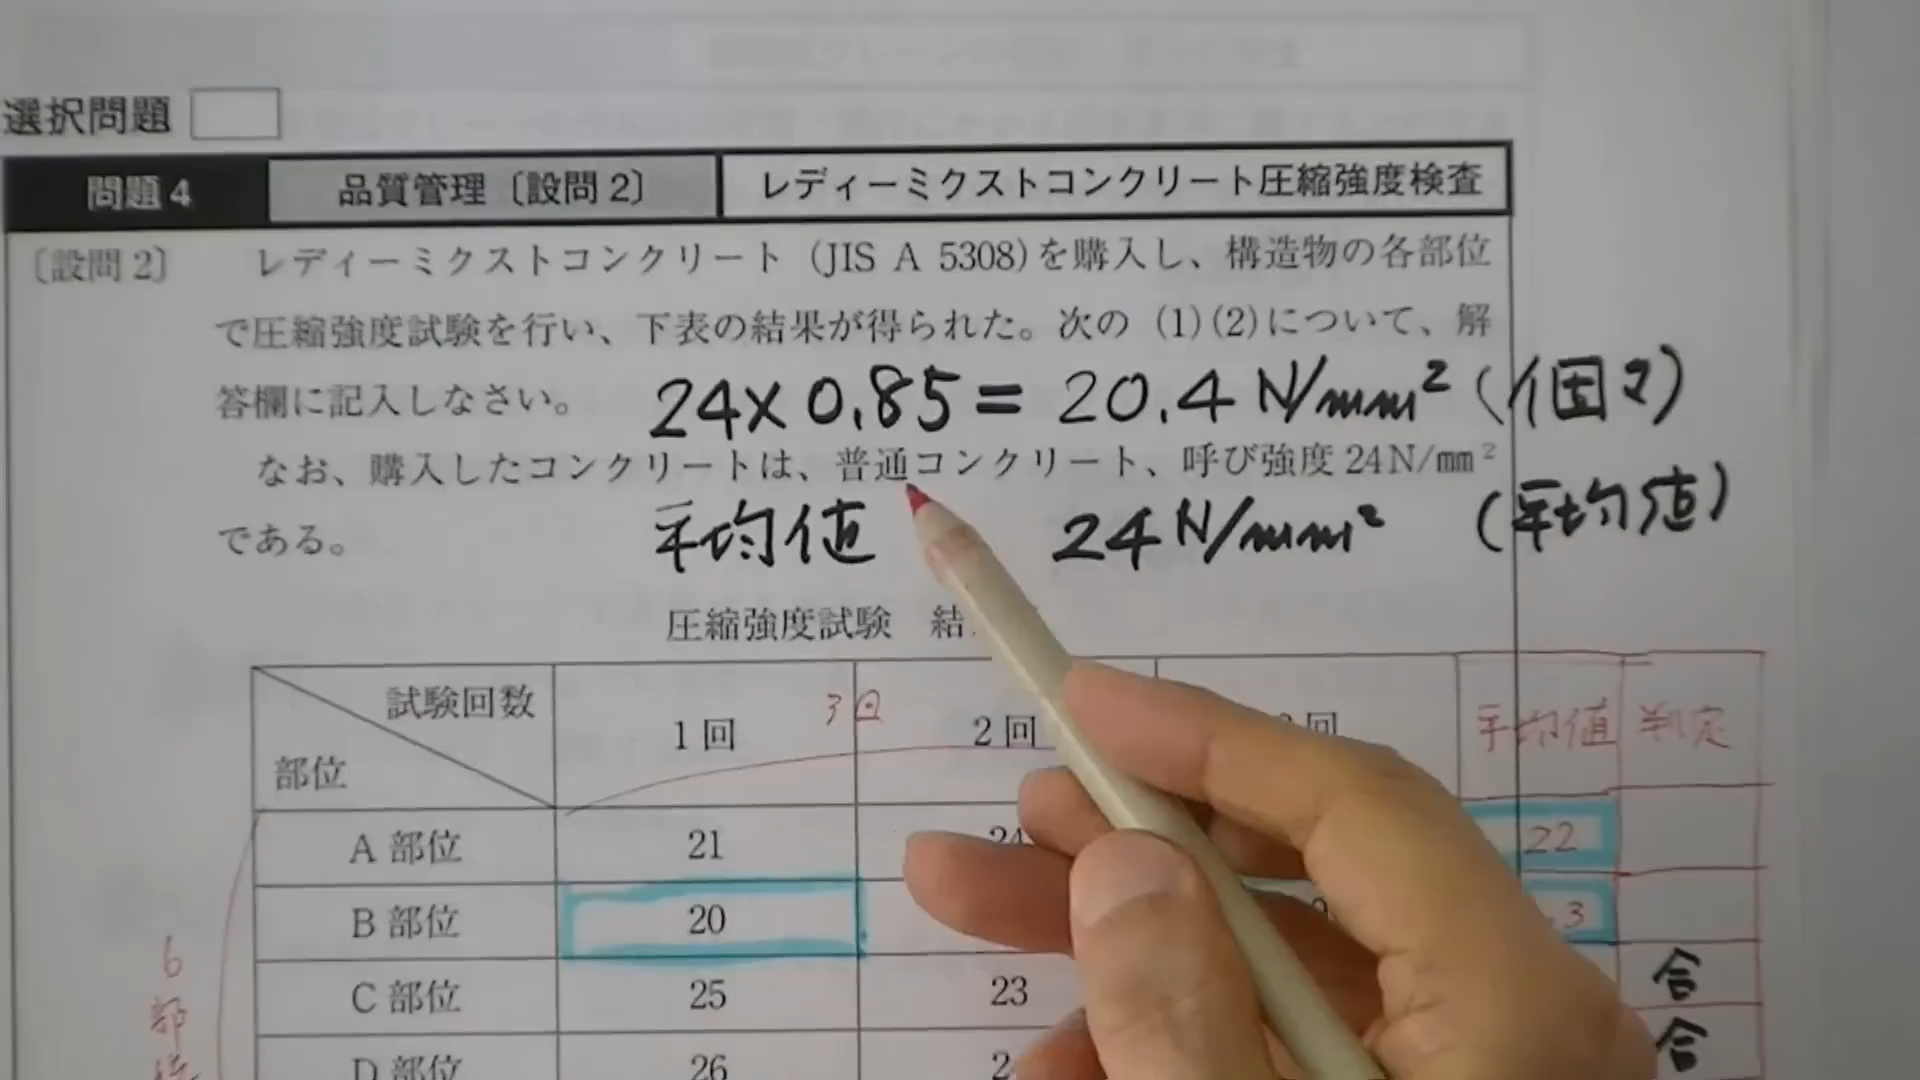 選択問題
問題4 品質管理〔設問2〕 レディーミクストコンクリート圧縮強度検査
〔設問2〕 レディーミクストコンクリート (JIS A 5308)を購入し、構造物の各部位
で圧縮強度試験を行い、下表の結果が得られた。次の (1)(2)について、解
答欄に記入しなさい。
24×0.85=20.4 N/mm² (個々)
なお、購入したコンクリートは、普通コンクリート、呼び強度24N/mm²
である。
平均値 24N/mm² (平均値)
圧縮強度試験 結
試験回数 1回 3回 2回 回 平均値 判定
部位
A部位 21 24 22
B部位 20 .3
C部位 25 23 合
D部位 26 2 合
6
部